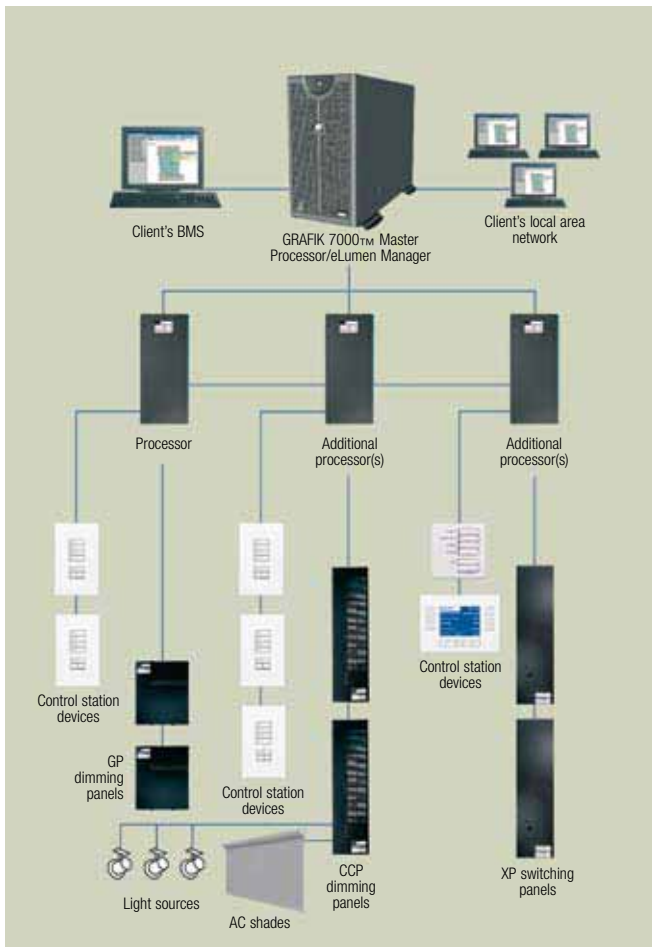 Client's BMS
GRAFIK 7000™ Master
Processor/eLumen Manager
Client's local area
network
Processor
Additional
processor(s)
Additional
processor(s)
Control station
devices
GP
dimming
panels
Control station
devices
Control station
devices
Light sources
AC shades
CCP
dimming
panels
XP switching
panels